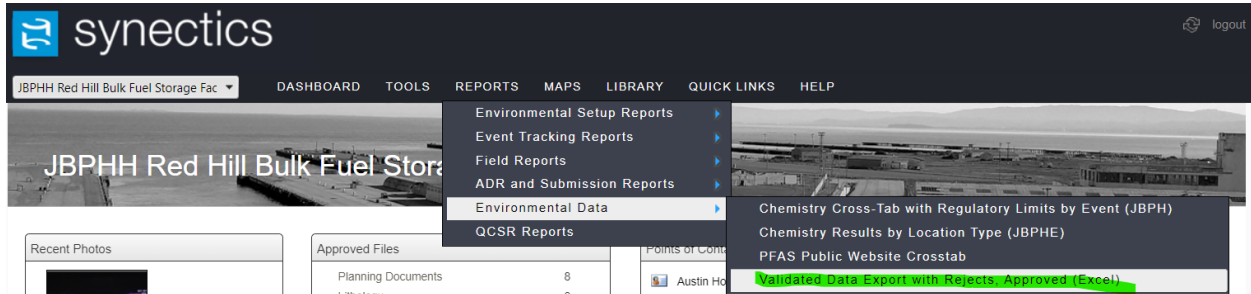 synectics
logout
JBPHH Red Hill Bulk Fuel Storage Fac
DASHBOARD TOOLS REPORTS MAPS LIBRARY QUICK LINKS HELP
JBPHH Red Hill Bulk Fuel Stora
Environmental Setup Reports
Event Tracking Reports
Field Reports
ADR and Submission Reports
Environmental Data
QCSR Reports
Chemistry Cross-Tab with Regulatory Limits by Event (JBPH)
Chemistry Results by Location Type (JBPHE)
PFAS Public Website Crosstab
Validated Data Export with Rejects, Approved (Excel)
Recent Photos
Approved Files
Planning Documents 8
Points of Conta
Austin Ho